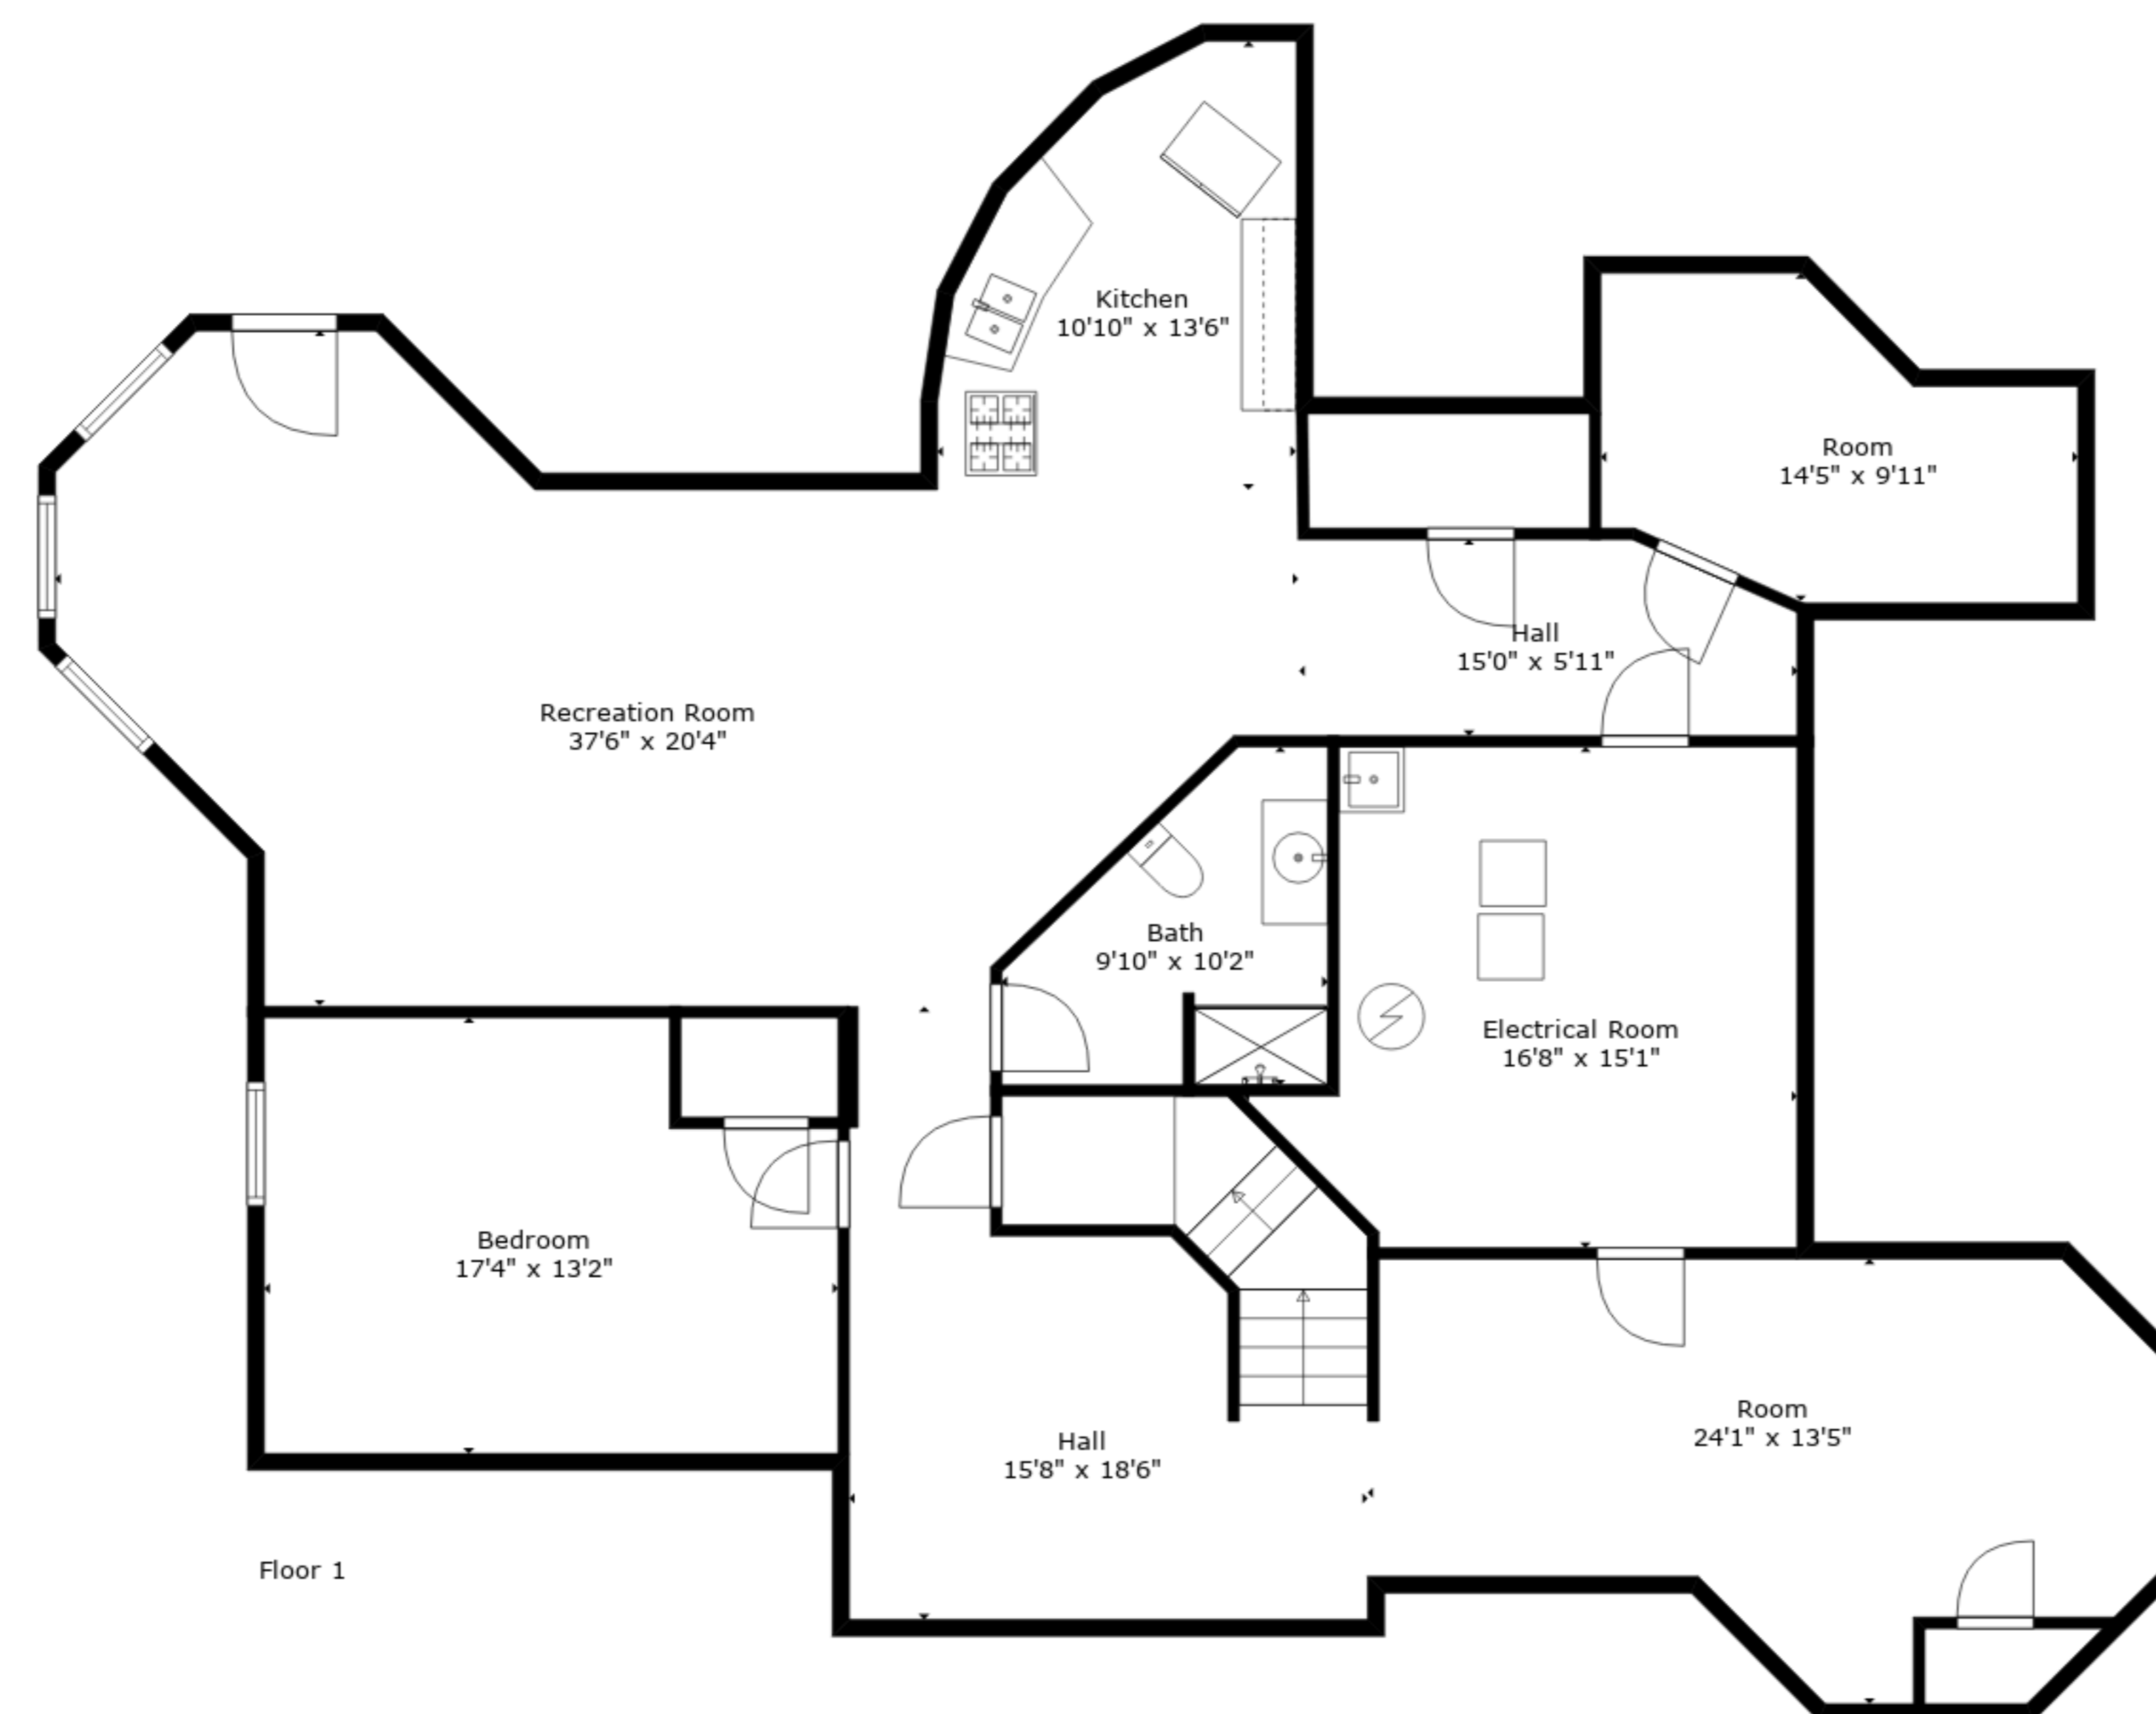 Kitchen
10'10" x 13'6"
Room
14'5" x 9'11"
Hall
15'0" x 5'11"
Recreation Room
37'6" x 20'4"
Bath
9'10" x 10'2"
Electrical Room
16'8" x 15'1"
Bedroom
17'4" x 13'2"
Room
24'1" x 13'5"
Hall
15'8" x 18'6"
Floor 1